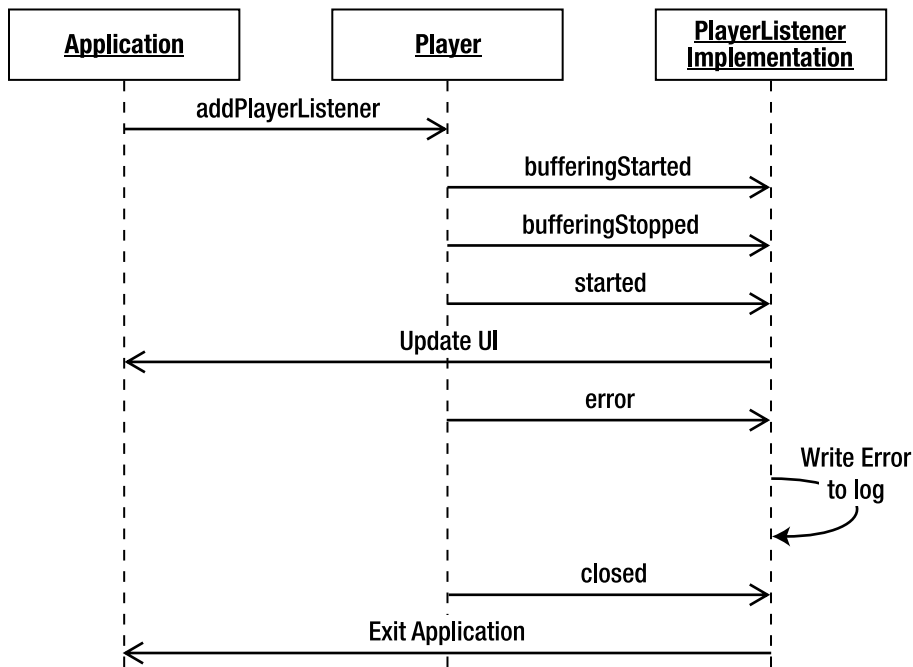 Application
Player
PlayerListener
Implementation
addPlayerListener
bufferingStarted
bufferingStopped
started
Update UI
error
Write Error
to log
closed
Exit Application